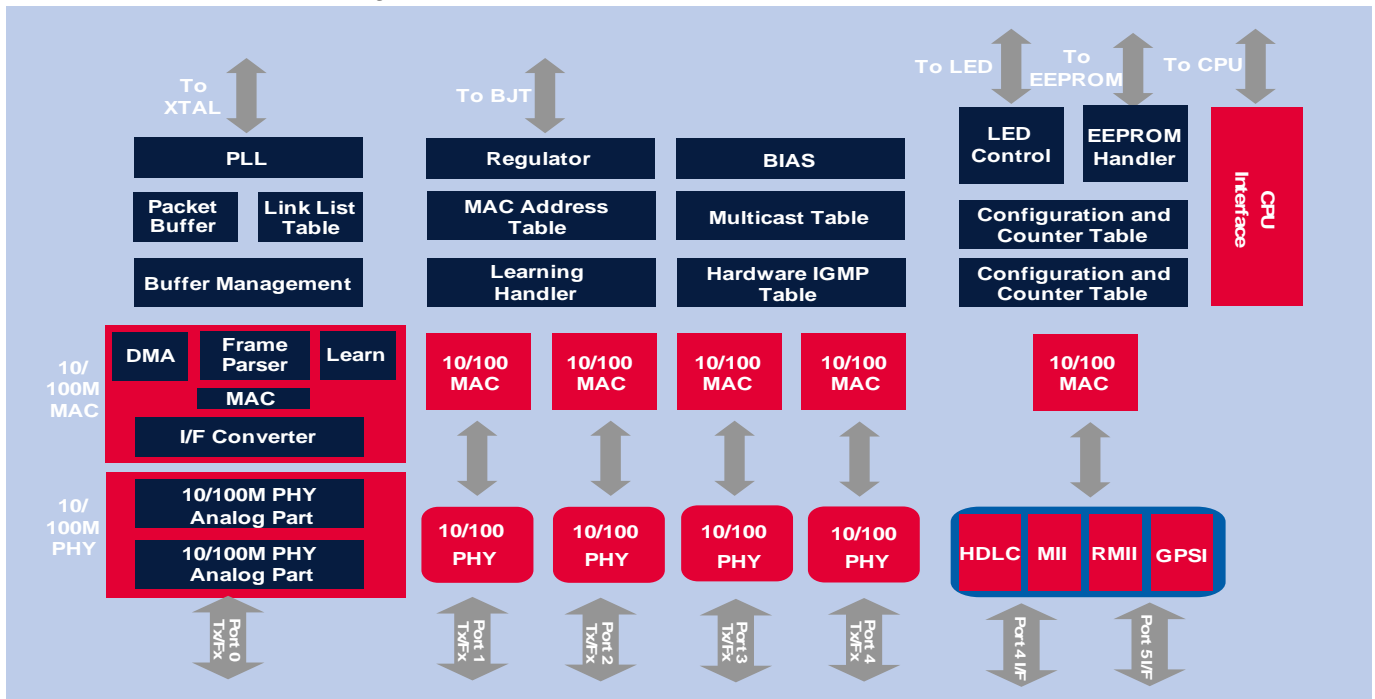 To
XTAL
To BJT
To LED
To
EEPROM
To CPU
PLL
Regulator
BIAS
LED
Control
EEPROM
Handler
CPU
Interface
Packet
Buffer
Link List
Table
MAC Address
Table
Multicast Table
Configuration and
Counter Table
Buffer Management
Learning
Handler
Hardware IGMP
Table
Configuration and
Counter Table
10/
100M
MAC
DMA
Frame
Parser
Learn
MAC
I/F Converter
10/100
MAC
10/100
MAC
10/100
MAC
10/100
MAC
10/100
MAC
10/
100M
PHY
10/100M PHY
Analog Part
10/100M PHY
Analog Part
10/100
PHY
10/100
PHY
10/100
PHY
10/100
PHY
HDLC
MII
RMII
GPSI
Port 0
Tx/Fx
Port 1
Tx/Fx
Port 2
Tx/Fx
Port 3
Tx/Fx
Port 4
Tx/Fx
Port 4 I/F
Port 5 I/F